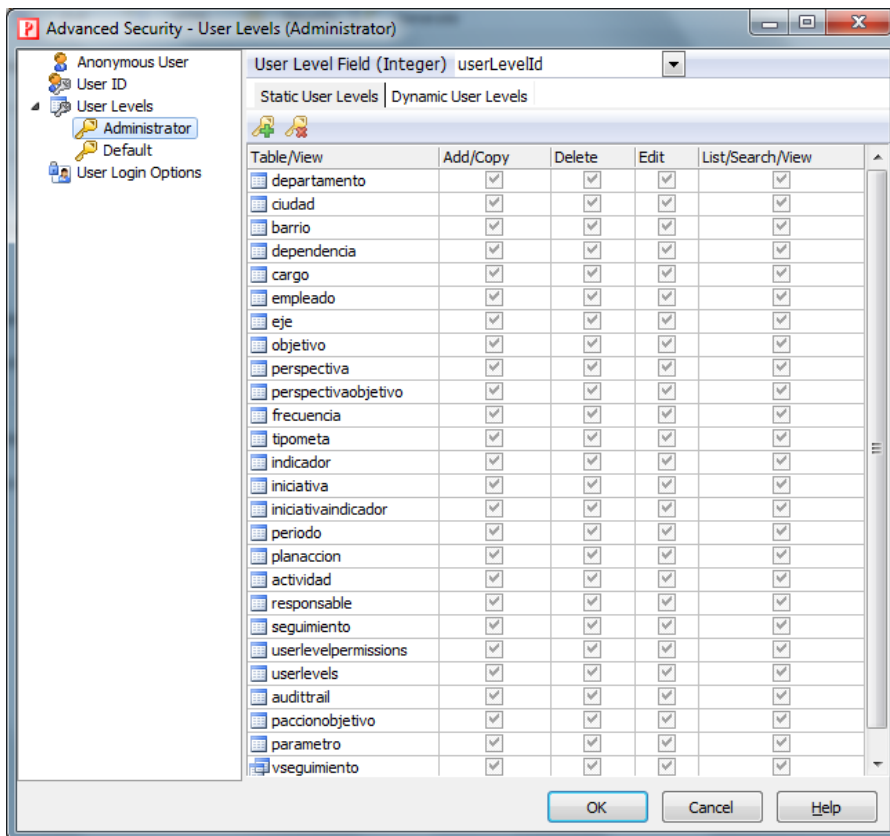 Advanced Security - User Levels (Administrator)
Anonymous User
User ID
User Levels
Administrator
Default
User Login Options
User Level Field (Integer) userLevelId
Static User Levels Dynamic User Levels
Table/View Add/Copy Delete Edit List/Search/View
departamento
ciudad
barrio
dependencia
cargo
empleado
eje
objetivo
perspectiva
perspectivaobjetivo
frecuencia
tipometa
indicador
iniciativa
iniciativaindicador
periodo
planaccion
actividad
responsable
seguimiento
userlevelpermissions
userlevels
audittrail
paccionobjetivo
parametro
vseguimiento
OK Cancel Help